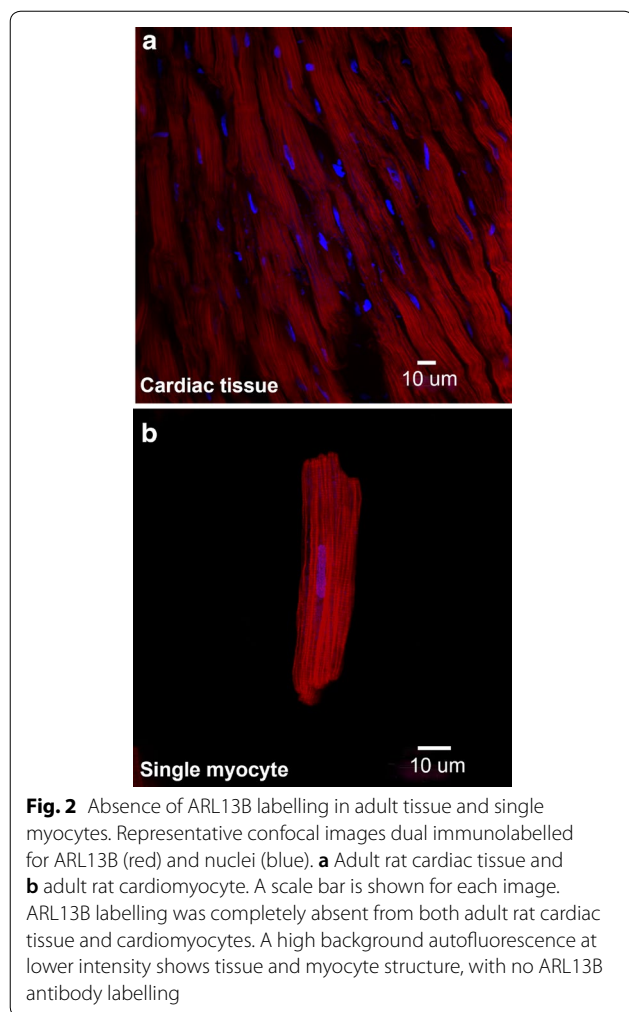 a
Cardiac tissue
10 um
b
Single myocyte
10 um
Fig. 2 Absence of ARL13B labelling in adult tissue and single
myocytes. Representative confocal images dual immunolabelled
for ARL13B (red) and nuclei (blue). a Adult rat cardiac tissue and
b adult rat cardiomyocyte. A scale bar is shown for each image.
ARL13B labelling was completely absent from both adult rat cardiac
tissue and cardiomyocytes. A high background autofluorescence at
lower intensity shows tissue and myocyte structure, with no ARL13B
antibody labelling